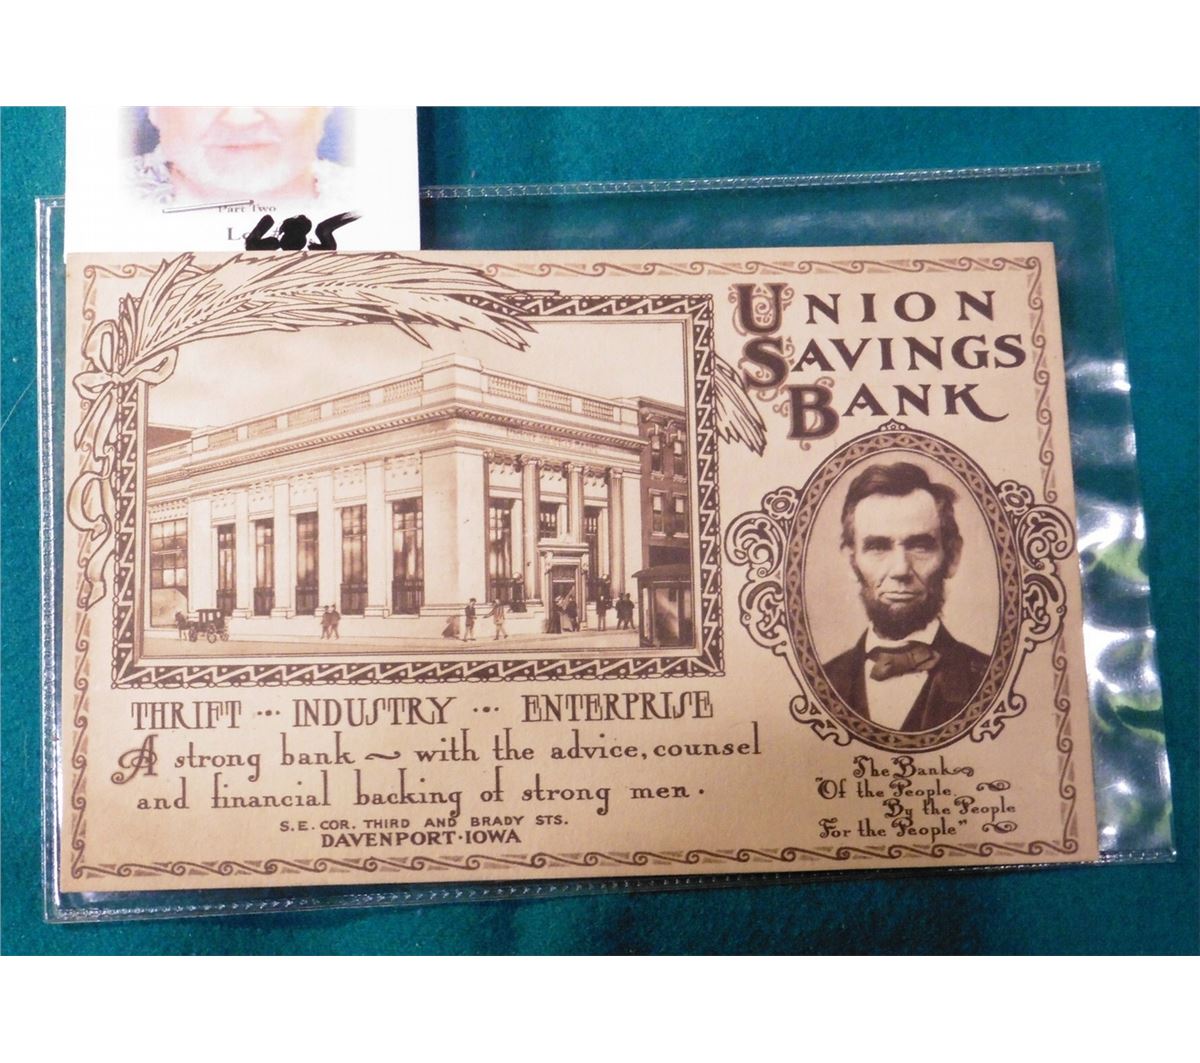 Part Two
Lot# 685
UNION
SAVINGS
BANK
THRIFT ... INDUSTRY ... ENTERPRISE
A strong bank ~ with the advice, counsel
and financial backing of strong men.
S.E. COR. THIRD AND BRADY STS.
DAVENPORT · IOWA
The Bank
"Of the People
By the People
For the People"